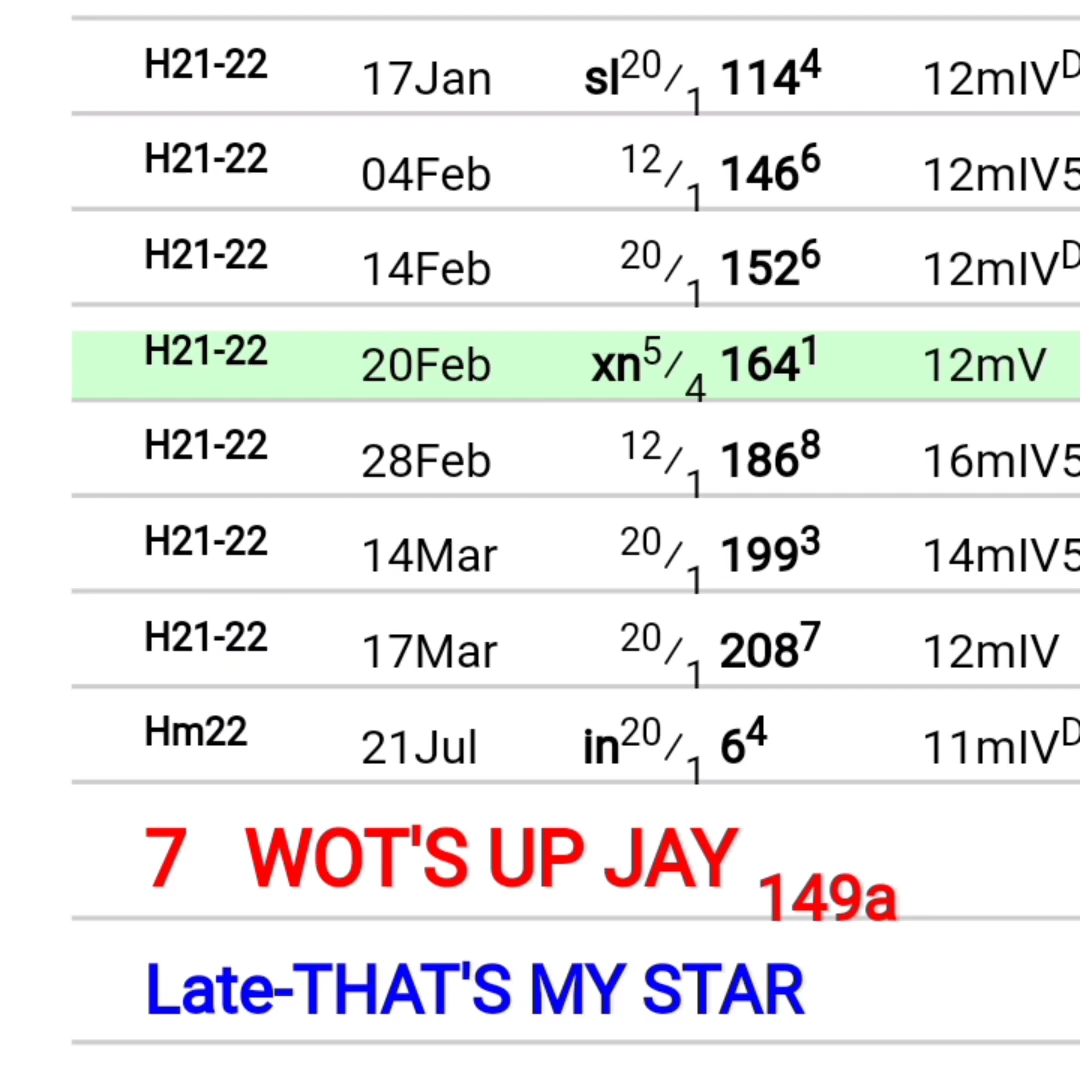 H21-22 17Jan sl20/1 114⁴ 12mIVD
H21-22 04Feb 12/1 146⁶ 12mIV5
H21-22 14Feb 20/1 152⁶ 12mIVD
H21-22 20Feb xn5/4 164¹ 12mV
H21-22 28Feb 12/1 186⁸ 16mIV5
H21-22 14Mar 20/1 199³ 14mIV5
H21-22 17Mar 20/1 208⁷ 12mIV
Hm22 21Jul in20/1 6⁴ 11mIVD
7 WOT'S UP JAY 149a
Late-THAT'S MY STAR